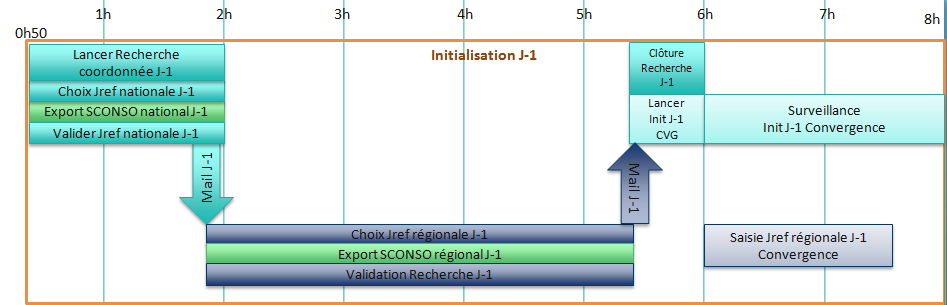 1h 2h 3h 4h 5h 6h 7h 8h
0h50
Initialisation J-1
Lancer Recherche
coordonnée J-1
Choix Jref nationale J-1
Export SCONSO national J-1
Valider Jref nationale J-1
Clôture
Recherche
J-1
Lancer
Init J-1
CVG
Surveillance
Init J-1 Convergence
Mail J-1
Mail J-1
Choix Jref régionale J-1
Export SCONSO régional J-1
Validation Recherche J-1
Saisie Jref régionale J-1
Convergence